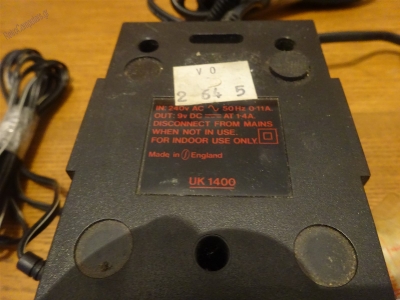 V O
2 64 5
IN: 240v AC ∿ 50Hz 0·11A
OUT: 9v DC ⎓ AT 1·4A.
DISCONNECT FROM MAINS
WHEN NOT IN USE.
FOR INDOOR USE ONLY.
Made in England
UK 1400